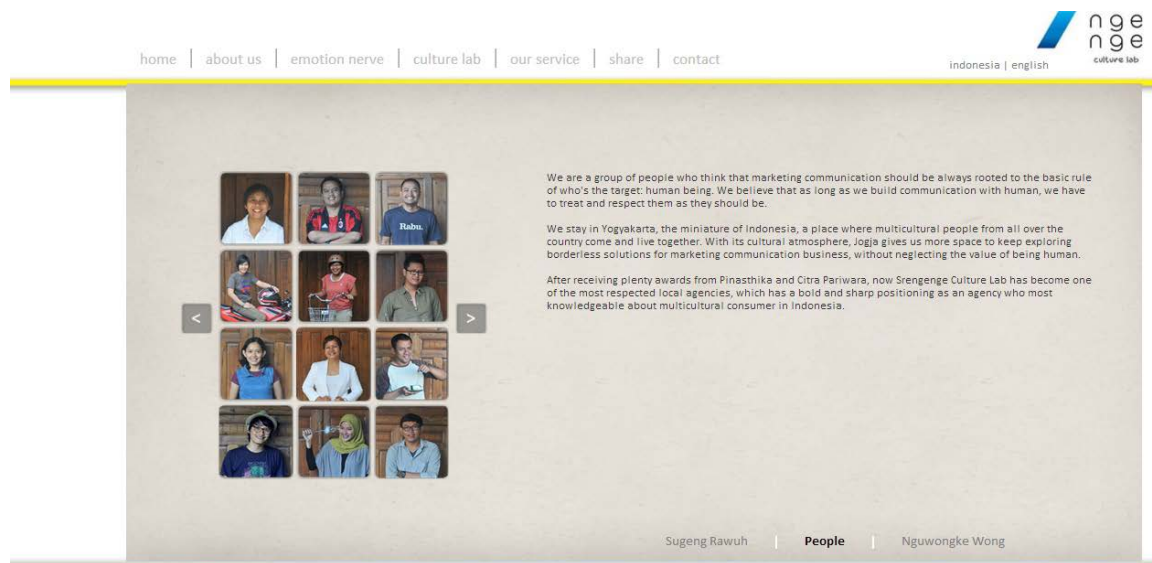 nge
nge
culture lab
home | about us | emotion nerve | culture lab | our service | share | contact
indonesia | english
We are a group of people who think that marketing communication should be always rooted to the basic rule
of who's the target: human being. We believe that as long as we build communication with human, we have
to treat and respect them as they should be.
We stay in Yogyakarta, the miniature of Indonesia, a place where multicultural people from all over the
country come and live together. With its cultural atmosphere, Jogja gives us more space to keep exploring
borderless solutions for marketing communication business, without neglecting the value of being human.
After receiving plenty awards from Pinasthika and Citra Pariwara, now Srengenge Culture Lab has become one
of the most respected local agencies, which has a bold and sharp positioning as an agency who most
knowledgeable about multicultural consumer in Indonesia.
Rabu.
< >
Sugeng Rawuh | People | Nguwongke Wong